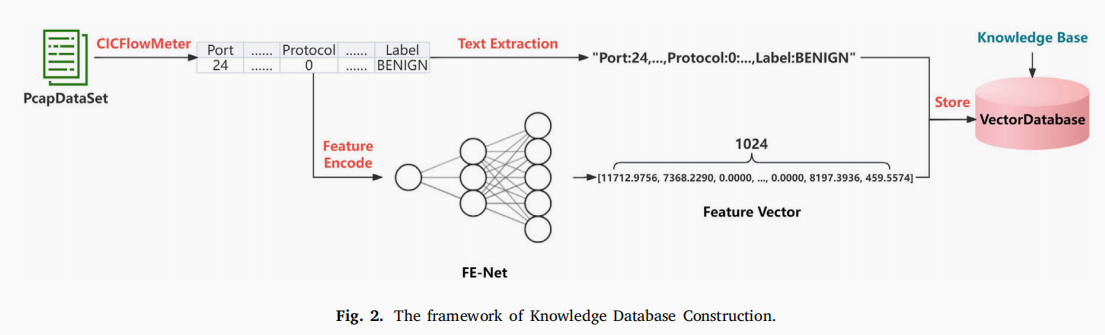 CICFlowMeter
Port ...... Protocol ...... Label
24 ...... 0 ...... BENIGN
PcapDataSet
Text Extraction
"Port:24,...,Protocol:0:...,Label:BENIGN"
Knowledge Base
Store
VectorDatabase
Feature
Encode
1024
[11712.9756, 7368.2290, 0.0000, ..., 0.0000, 8197.3936, 459.5574]
Feature Vector
FE-Net
Fig. 2. The framework of Knowledge Database Construction.